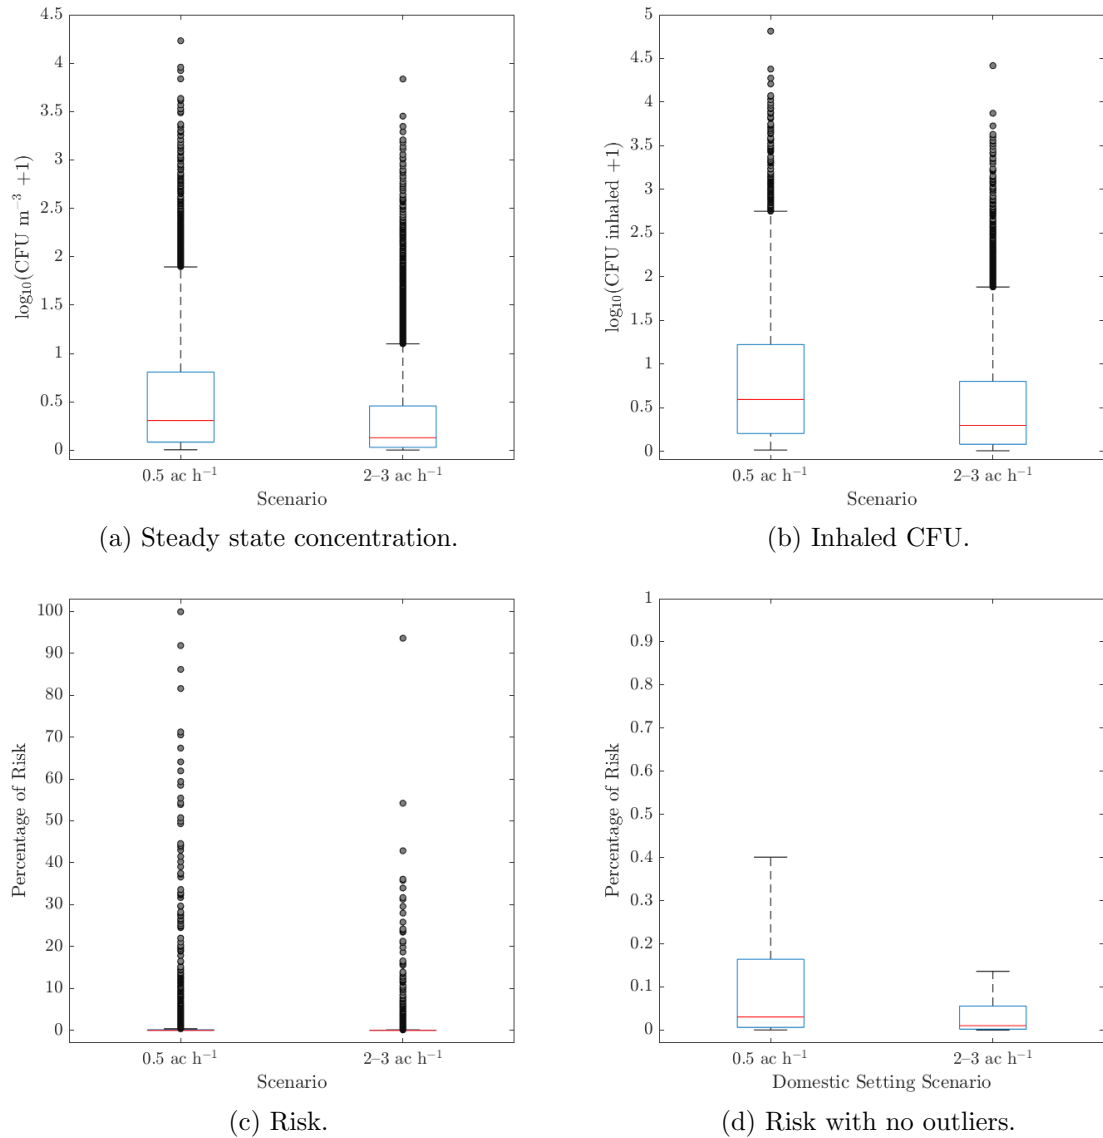 4.5
4
3.5
3
2.5
2
1.5
1
0.5
0
log₁₀(CFU m⁻³ +1)
0.5 ac h⁻¹ 2–3 ac h⁻¹
Scenario
(a) Steady state concentration.
5
4.5
4
3.5
3
2.5
2
1.5
1
0.5
0
log₁₀(CFU inhaled +1)
0.5 ac h⁻¹ 2–3 ac h⁻¹
Scenario
(b) Inhaled CFU.
100
90
80
70
60
50
40
30
20
10
0
Percentage of Risk
0.5 ac h⁻¹ 2–3 ac h⁻¹
Scenario
(c) Risk.
1
0.9
0.8
0.7
0.6
0.5
0.4
0.3
0.2
0.1
0
Percentage of Risk
0.5 ac h⁻¹ 2–3 ac h⁻¹
Domestic Setting Scenario
(d) Risk with no outliers.